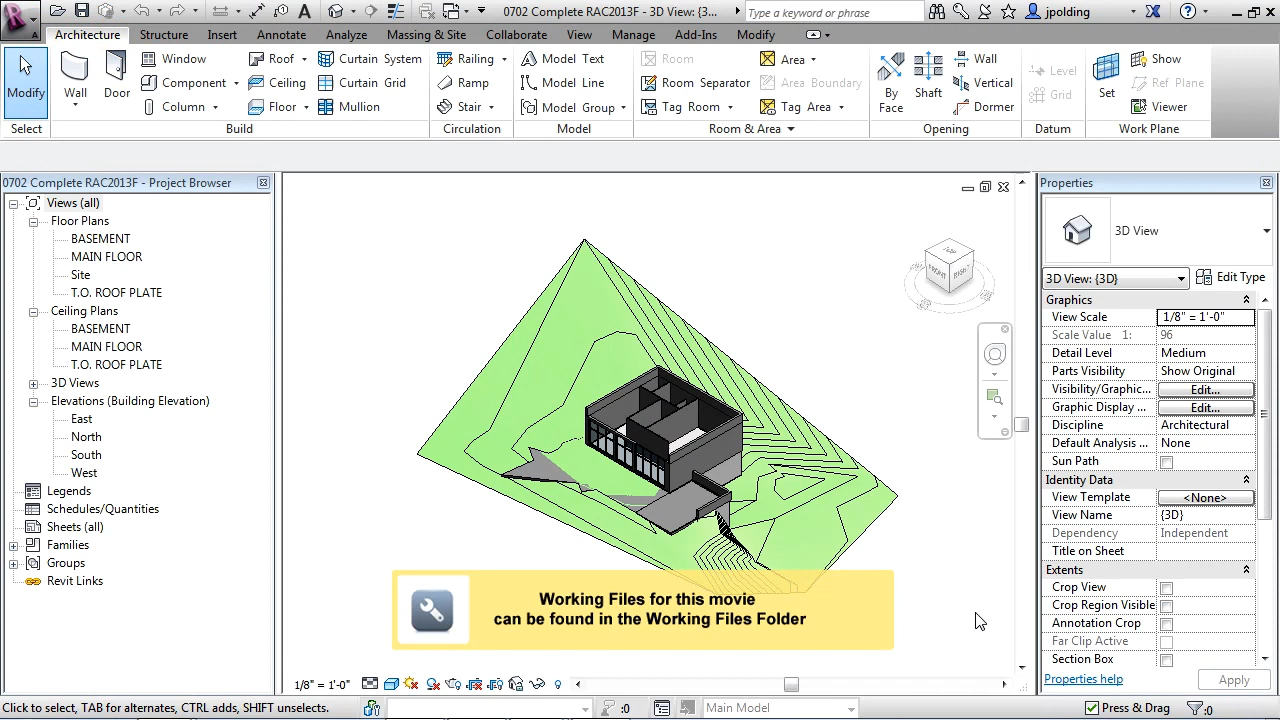 0702 Complete RAC2013F - 3D View: {3...
Type a keyword or phrase
jpolding
Architecture Structure Insert Annotate Analyze Massing & Site Collaborate View Manage Add-Ins Modify
Modify
Select
Wall
Door
Window
Component
Column
Roof
Ceiling
Floor
Curtain System
Curtain Grid
Mullion
Build
Railing
Ramp
Stair
Circulation
Model Text
Model Line
Model Group
Model
Room
Room Separator
Tag Room
Area
Area Boundary
Tag Area
Room & Area
By
Face
Shaft
Wall
Vertical
Dormer
Opening
Level
Grid
Datum
Set
Show
Ref Plane
Viewer
Work Plane
0702 Complete RAC2013F - Project Browser
Views (all)
Floor Plans
BASEMENT
MAIN FLOOR
Site
T.O. ROOF PLATE
Ceiling Plans
BASEMENT
MAIN FLOOR
T.O. ROOF PLATE
3D Views
Elevations (Building Elevation)
East
North
South
West
Legends
Schedules/Quantities
Sheets (all)
Families
Groups
Revit Links
FRONT
RIGHT
Working Files for this movie
can be found in the Working Files Folder
1/8" = 1'-0"
Properties
3D View
3D View: {3D}
Edit Type
Graphics
View Scale 1/8" = 1'-0"
Scale Value 1: 96
Detail Level Medium
Parts Visibility Show Original
Visibility/Graphic... Edit...
Graphic Display ... Edit...
Discipline Architectural
Default Analysis ... None
Sun Path
Identity Data
View Template <None>
View Name {3D}
Dependency Independent
Title on Sheet
Extents
Crop View
Crop Region Visible
Annotation Crop
Far Clip Active
Section Box
Properties help
Apply
Click to select, TAB for alternates, CTRL adds, SHIFT unselects.
:0
Main Model
Press & Drag
:0